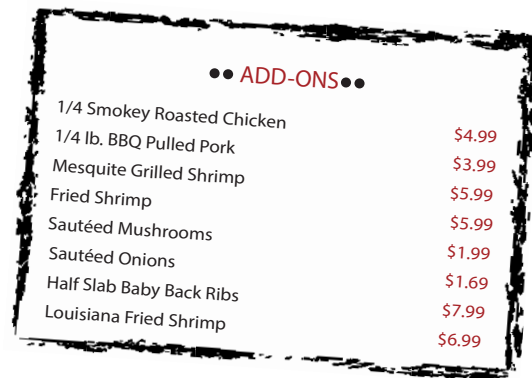 •• ADD-ONS ••
1/4 Smokey Roasted Chicken $4.99
1/4 lb. BBQ Pulled Pork $3.99
Mesquite Grilled Shrimp $5.99
Fried Shrimp $5.99
Sautéed Mushrooms $1.99
Sautéed Onions $1.69
Half Slab Baby Back Ribs $7.99
Louisiana Fried Shrimp $6.99